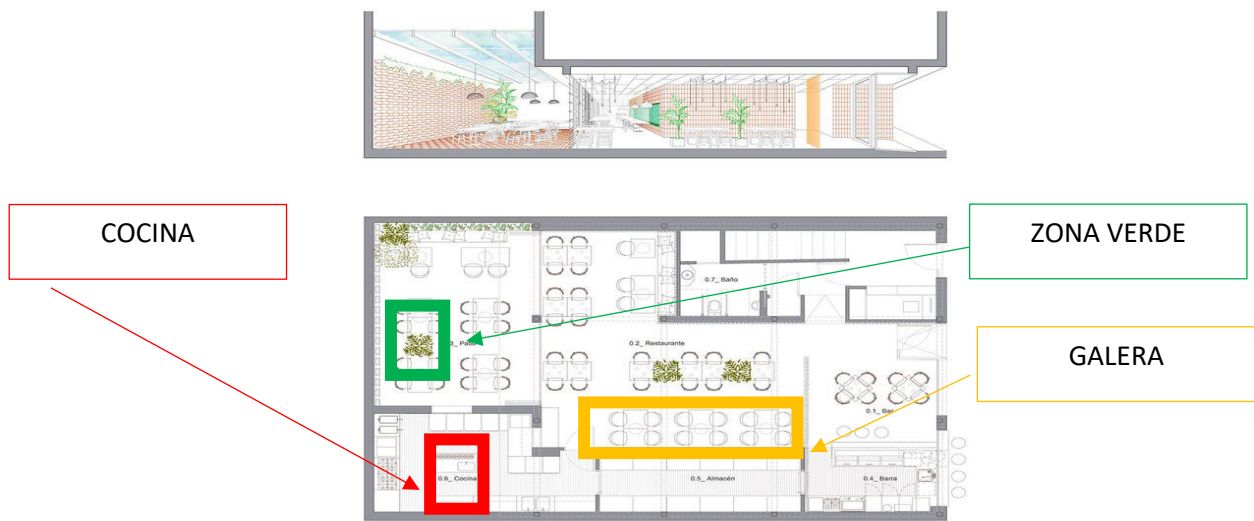 COCINA
ZONA VERDE
GALERA
0.7_ Baño
0.2_ Restaurante
0.1_ Bar
0.6_ Cocina
0.5_ Almacén
0.4_ Barra